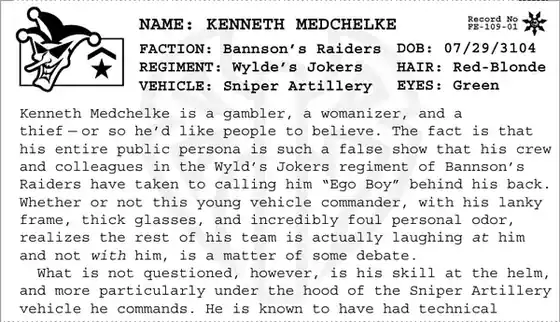 NAME: KENNETH MEDCHELKE
Record No
FE-109-01
FACTION: Bannson's Raiders DOB: 07/29/3104
REGIMENT: Wylde's Jokers HAIR: Red-Blonde
VEHICLE: Sniper Artillery EYES: Green
Kenneth Medchelke is a gambler, a womanizer, and a
thief—or so he'd like people to believe. The fact is that
his entire public persona is such a false show that his crew
and colleagues in the Wyld's Jokers regiment of Bannson's
Raiders have taken to calling him “Ego Boy” behind his back.
Whether or not this young vehicle commander, with his lanky
frame, thick glasses, and incredibly foul personal odor,
realizes the rest of his team is actually laughing at him
and not with him, is a matter of some debate.
What is not questioned, however, is his skill at the helm,
and more particularly under the hood of the Sniper Artillery
vehicle he commands. He is known to have had technical